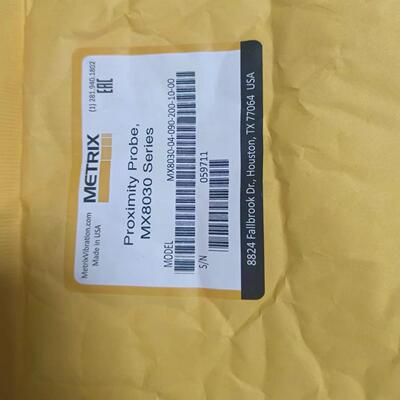 MetrixVibration.com
Made in USA
METRIX
(1) 281.940.1802
EAC
Proximity Probe,
MX8030 Series
MODEL
MX8030-04-090-200-10-00
S/N
059711
8824 Fallbrook Dr., Houston, TX 77064 USA